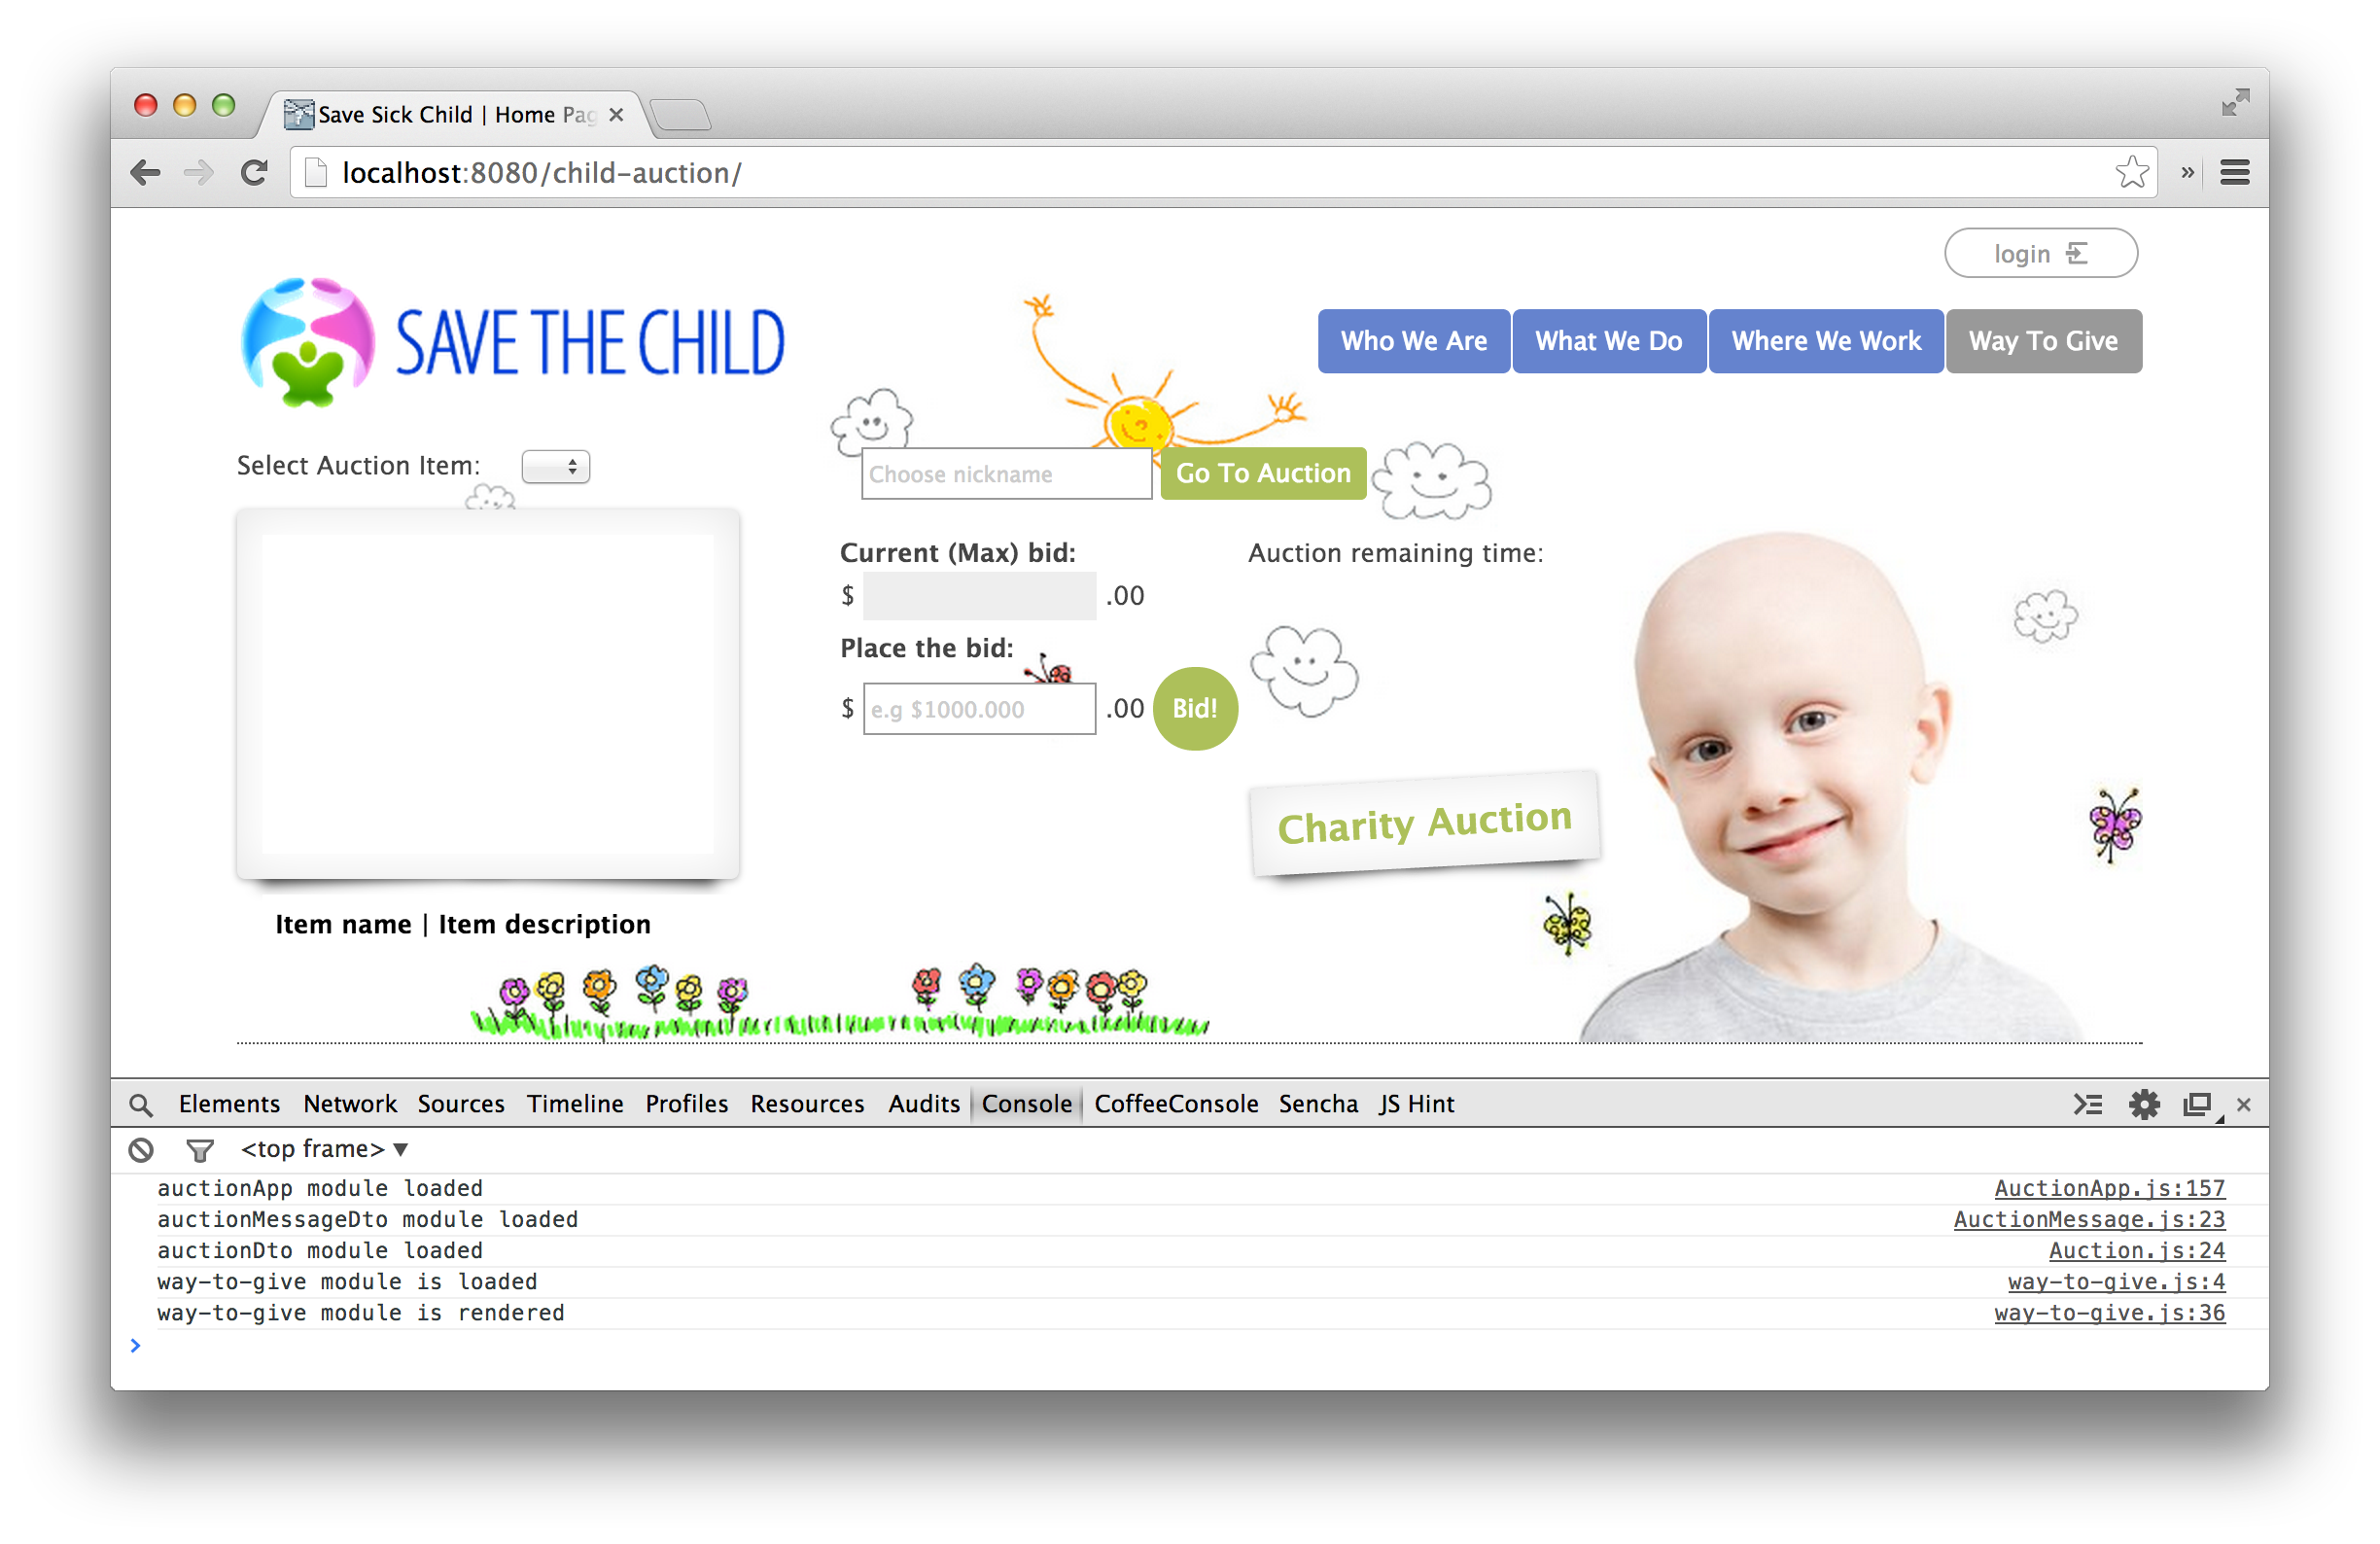 Save Sick Child | Home Pag
localhost:8080/child-auction/
login
SAVE THE CHILD
Who We Are What We Do Where We Work Way To Give
Select Auction Item:
Choose nickname Go To Auction
Current (Max) bid: Auction remaining time:
$ .00
Place the bid:
$ e.g $1000.000 .00 Bid!
Charity Auction
Item name | Item description
Elements Network Sources Timeline Profiles Resources Audits Console CoffeeConsole Sencha JS Hint
<top frame>
auctionApp module loaded AuctionApp.js:157
auctionMessageDto module loaded AuctionMessage.js:23
auctionDto module loaded Auction.js:24
way-to-give module is loaded way-to-give.js:4
way-to-give module is rendered way-to-give.js:36